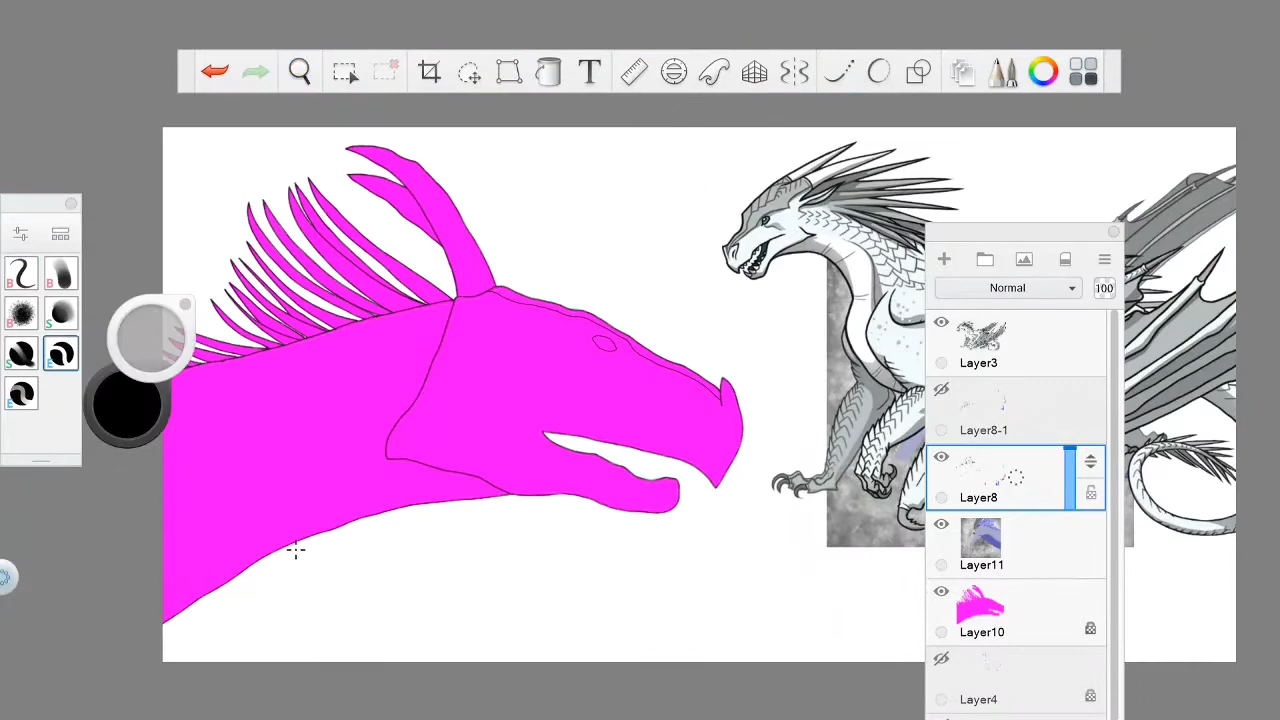 T
Normal
100
Layer3
Layer8-1
Layer8
Layer11
Layer10
Layer4
B
B
B
S
S
E
E